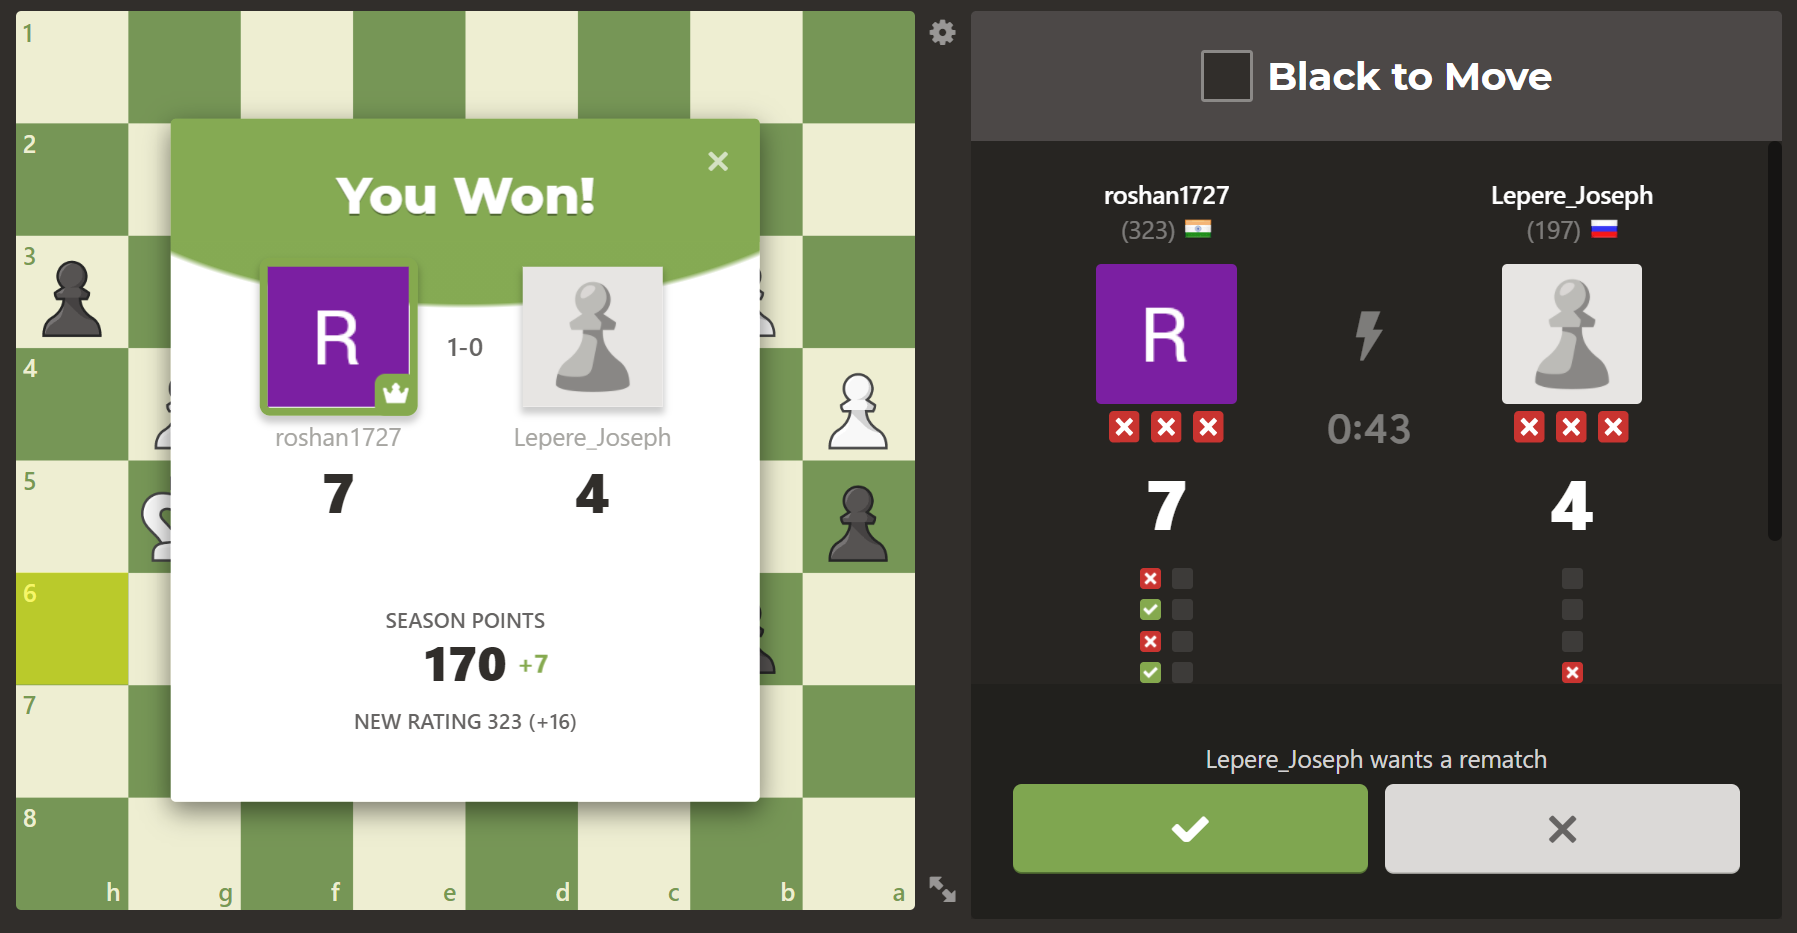 1
2
3
4
5
6
7
8
h g f e d c b a
You Won!
R
1-0
roshan1727
Lepere_Joseph
7
4
SEASON POINTS
170 +7
NEW RATING 323 (+16)
Black to Move
roshan1727
(323)
Lepere_Joseph
(197)
R
0:43
7
4
Lepere_Joseph wants a rematch